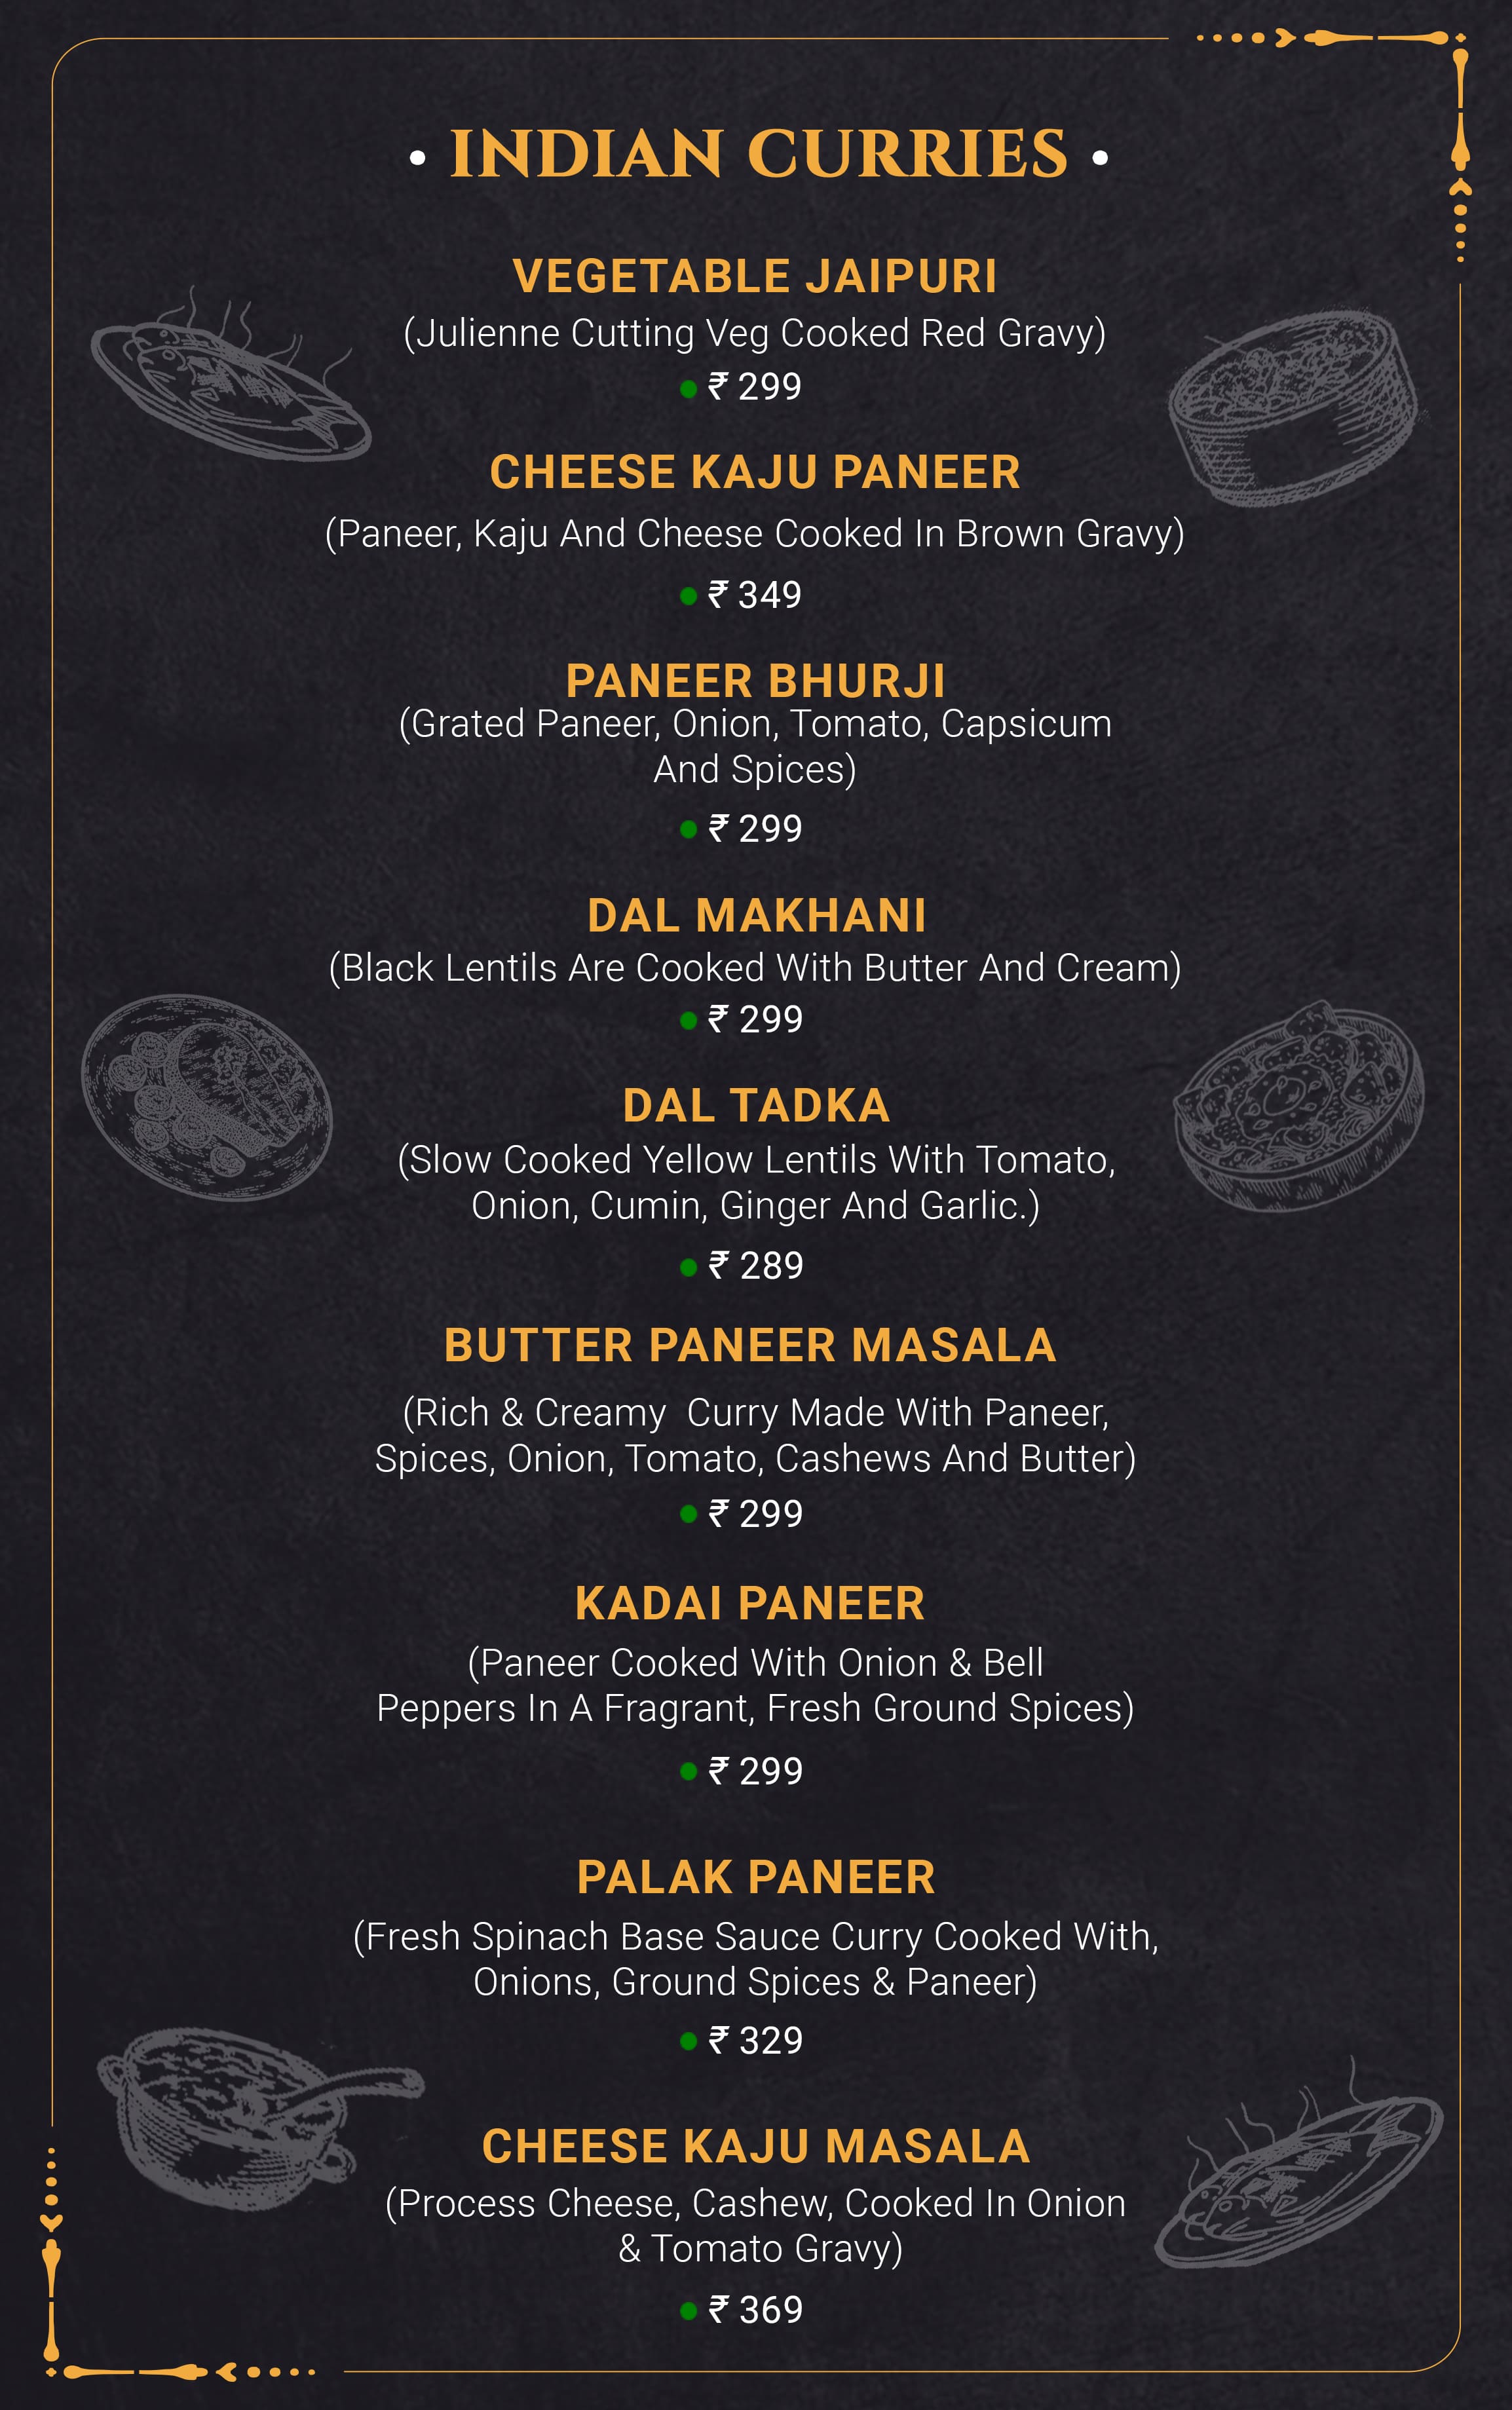 • INDIAN CURRIES •
VEGETABLE JAIPURI
(Julienne Cutting Veg Cooked Red Gravy)
₹ 299
CHEESE KAJU PANEER
(Paneer, Kaju And Cheese Cooked In Brown Gravy)
₹ 349
PANEER BHURJI
(Grated Paneer, Onion, Tomato, Capsicum
And Spices)
₹ 299
DAL MAKHANI
(Black Lentils Are Cooked With Butter And Cream)
₹ 299
DAL TADKA
(Slow Cooked Yellow Lentils With Tomato,
Onion, Cumin, Ginger And Garlic.)
₹ 289
BUTTER PANEER MASALA
(Rich & Creamy  Curry Made With Paneer,
Spices, Onion, Tomato, Cashews And Butter)
₹ 299
KADAI PANEER
(Paneer Cooked With Onion & Bell
Peppers In A Fragrant, Fresh Ground Spices)
₹ 299
PALAK PANEER
(Fresh Spinach Base Sauce Curry Cooked With,
Onions, Ground Spices & Paneer)
₹ 329
CHEESE KAJU MASALA
(Process Cheese, Cashew, Cooked In Onion
& Tomato Gravy)
₹ 369